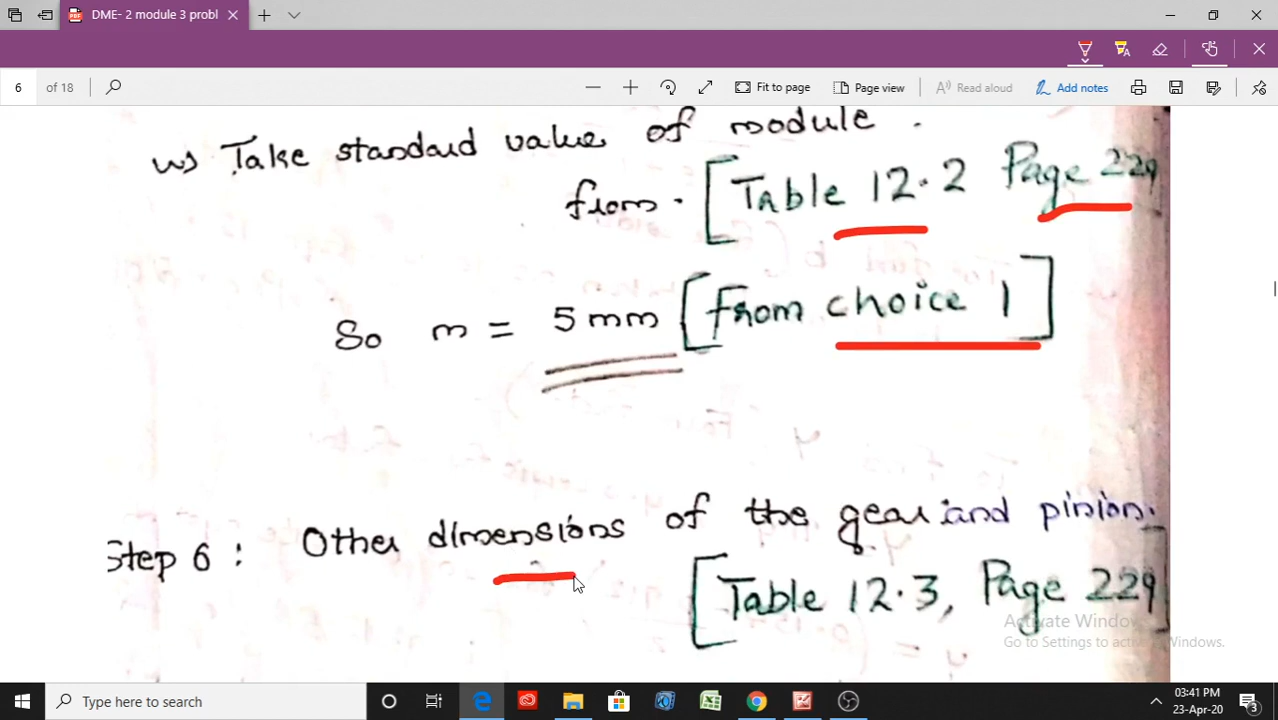 DME- 2 module 3 probl
6 of 18
Fit to page
Page view
Read aloud
Add notes
Take standard value of module.
from. [Table 12.2 Page 229
So m = 5mm [from choice 1]
Step 6: Other dimensions of the gear and pinion.
[Table 12.3, Page 229]
Activate Window
Go to Settings to activate Windows.
Type here to search
03:41 PM
23-Apr-20
3